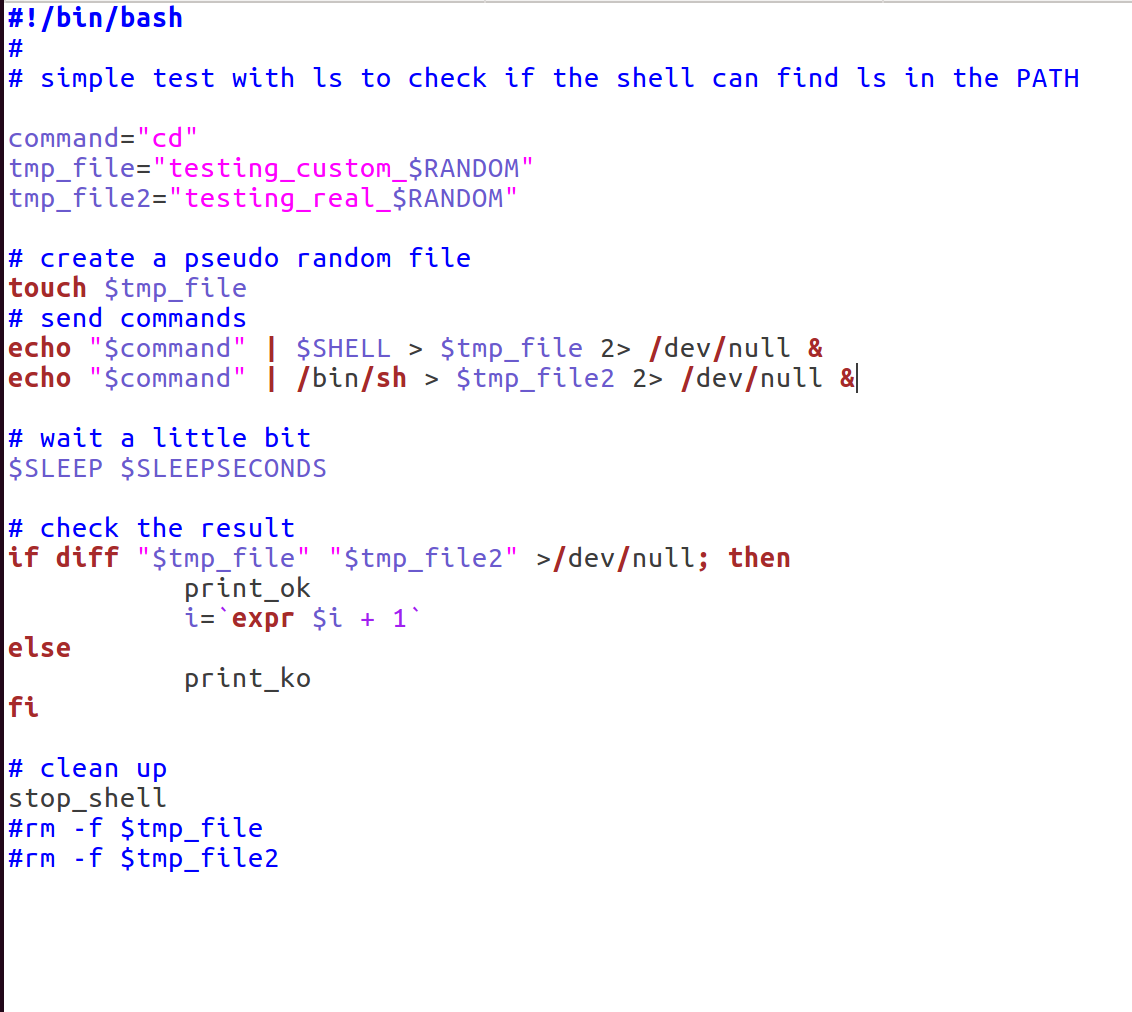 #!/bin/bash
#
# simple test with ls to check if the shell can find ls in the PATH
command="cd"
tmp_file="testing_custom_$RANDOM"
tmp_file2="testing_real_$RANDOM"
# create a pseudo random file
touch $tmp_file
# send commands
echo "$command" | $SHELL > $tmp_file 2> /dev/null &
echo "$command" | /bin/sh > $tmp_file2 2> /dev/null &
# wait a little bit
$SLEEP $SLEEPSECONDS
# check the result
if diff "$tmp_file" "$tmp_file2" >/dev/null; then
print_ok
i=`expr $i + 1`
else
print_ko
fi
# clean up
stop_shell
#rm -f $tmp_file
#rm -f $tmp_file2